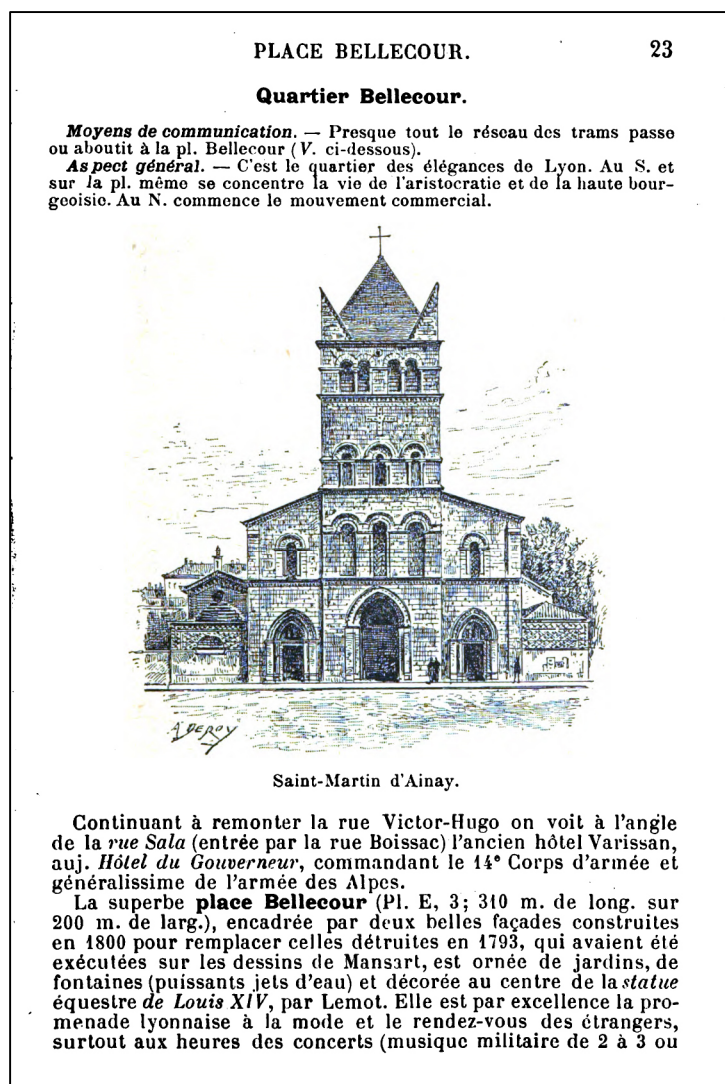 PLACE BELLECOUR. 23
Quartier Bellecour.
Moyens de communication. — Presque tout le réseau des trams passe
ou aboutit à la pl. Bellecour (V. ci-dessous).
Aspect général. — C'est le quartier des élégances de Lyon. Au S. et
sur la pl. même se concentre la vie de l'aristocratie et de la haute bour-
geoisie. Au N. commence le mouvement commercial.
A. DEROY
Saint-Martin d'Ainay.
Continuant à remonter la rue Victor-Hugo on voit à l'angle
de la rue Sala (entrée par la rue Boissac) l'ancien hôtel Varissan,
auj. Hôtel du Gouverneur, commandant le 14e Corps d'armée et
généralissime de l'armée des Alpes.
La superbe place Bellecour (Pl. E, 3; 310 m. de long. sur
200 m. de larg.), encadrée par deux belles façades construites
en 1800 pour remplacer celles détruites en 1793, qui avaient été
exécutées sur les dessins de Mansart, est ornée de jardins, de
fontaines (puissants jets d'eau) et décorée au centre de la statue
équestre de Louis XIV, par Lemot. Elle est par excellence la pro-
menade lyonnaise à la mode et le rendez-vous des étrangers,
surtout aux heures des concerts (musique militaire de 2 à 3 ou